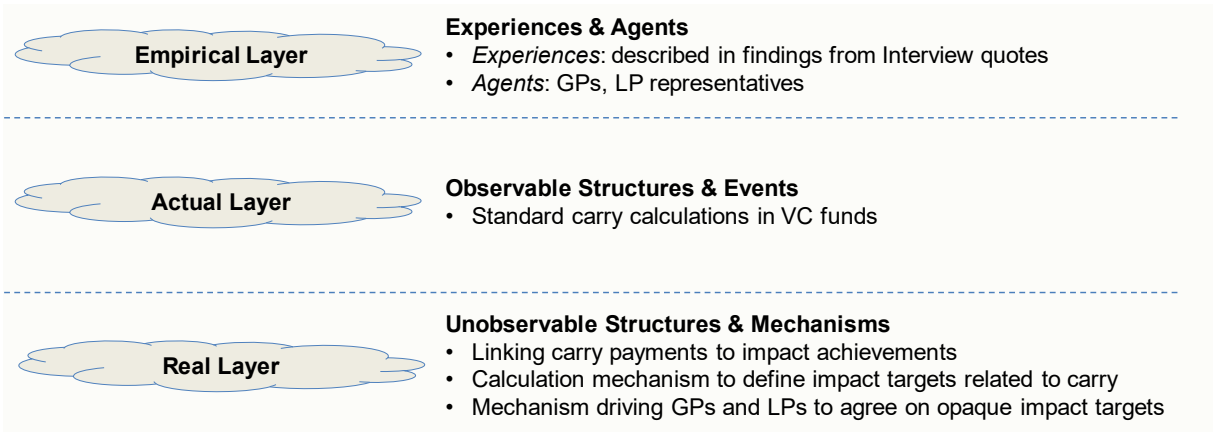 Empirical Layer
Experiences & Agents
• Experiences: described in findings from Interview quotes
• Agents: GPs, LP representatives
Actual Layer
Observable Structures & Events
• Standard carry calculations in VC funds
Real Layer
Unobservable Structures & Mechanisms
• Linking carry payments to impact achievements
• Calculation mechanism to define impact targets related to carry
• Mechanism driving GPs and LPs to agree on opaque impact targets